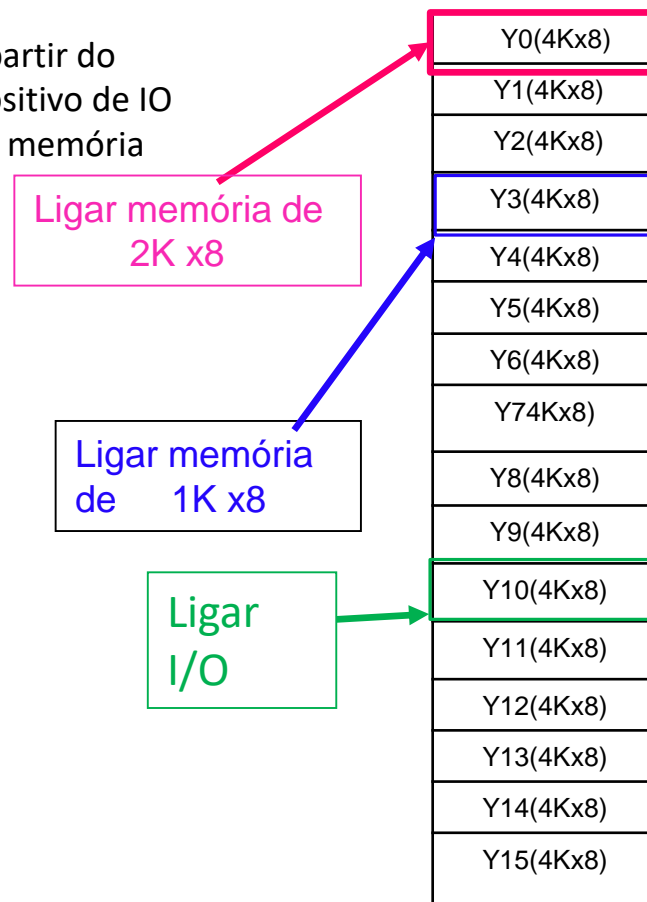 partir do
ositivo de IO
memória
Ligar memória de
2K x8
Ligar memória
de 1K x8
Ligar
I/O
Y0(4Kx8)
Y1(4Kx8)
Y2(4Kx8)
Y3(4Kx8)
Y4(4Kx8)
Y5(4Kx8)
Y6(4Kx8)
Y74Kx8)
Y8(4Kx8)
Y9(4Kx8)
Y10(4Kx8)
Y11(4Kx8)
Y12(4Kx8)
Y13(4Kx8)
Y14(4Kx8)
Y15(4Kx8)